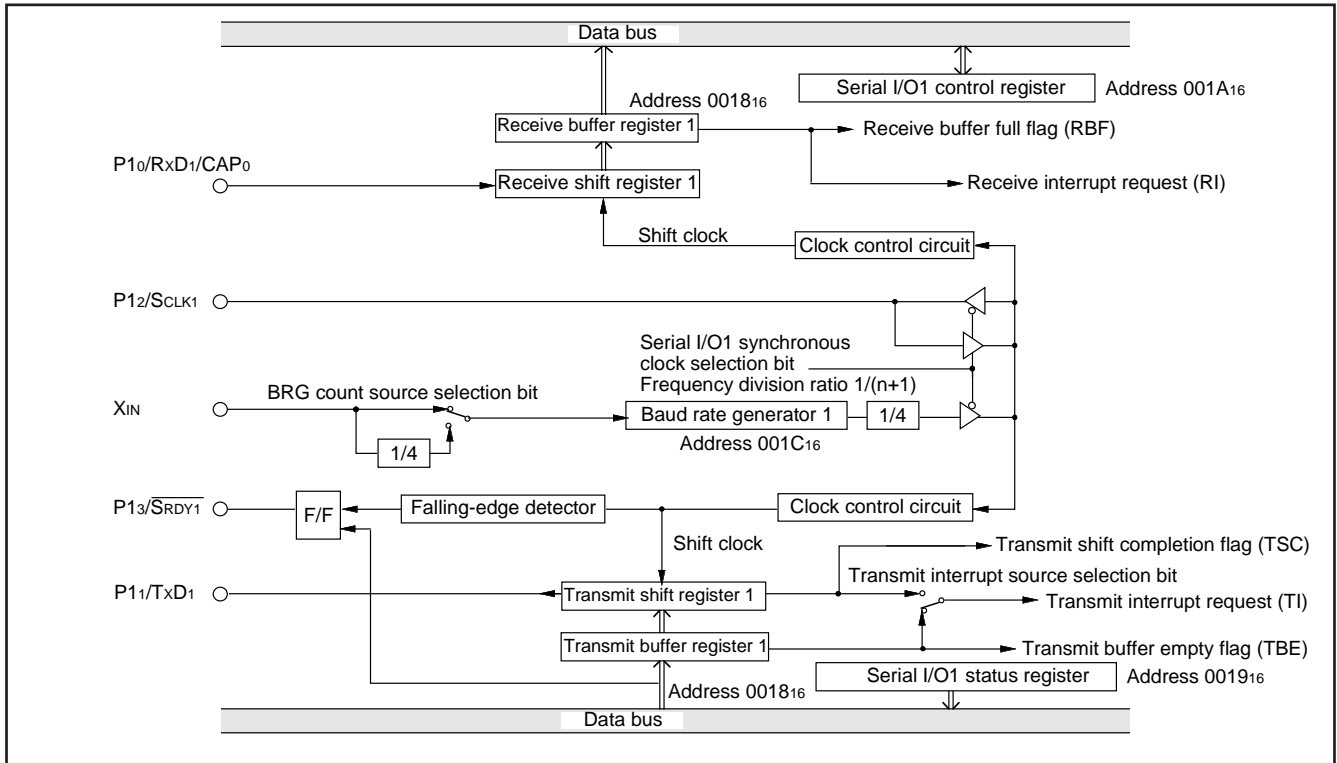 Data bus
Serial I/O1 control register
Address 001A16
Address 001816
Receive buffer register 1
Receive buffer full flag (RBF)
P10/RXD1/CAP0
Receive shift register 1
Receive interrupt request (RI)
Shift clock
Clock control circuit
P12/SCLK1
Serial I/O1 synchronous
clock selection bit
Frequency division ratio 1/(n+1)
BRG count source selection bit
XIN
Baud rate generator 1
1/4
Address 001C16
1/4
P13/SRDY1
F/F
Falling-edge detector
Clock control circuit
Shift clock
Transmit shift completion flag (TSC)
Transmit interrupt source selection bit
P11/TXD1
Transmit shift register 1
Transmit interrupt request (TI)
Transmit buffer register 1
Transmit buffer empty flag (TBE)
Address 001816
Serial I/O1 status register
Address 001916
Data bus